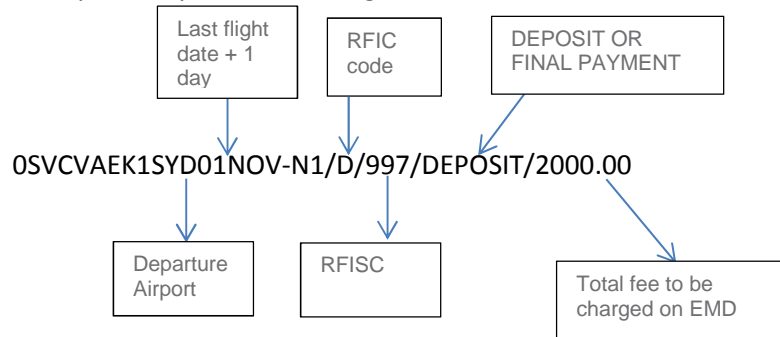 Last flight
date + 1
day
RFIC
code
DEPOSIT OR
FINAL PAYMENT
0SVCVAEK1SYD01NOV-N1/D/997/DEPOSIT/2000.00
Departure
Airport
RFISC
Total fee to be
charged on EMD